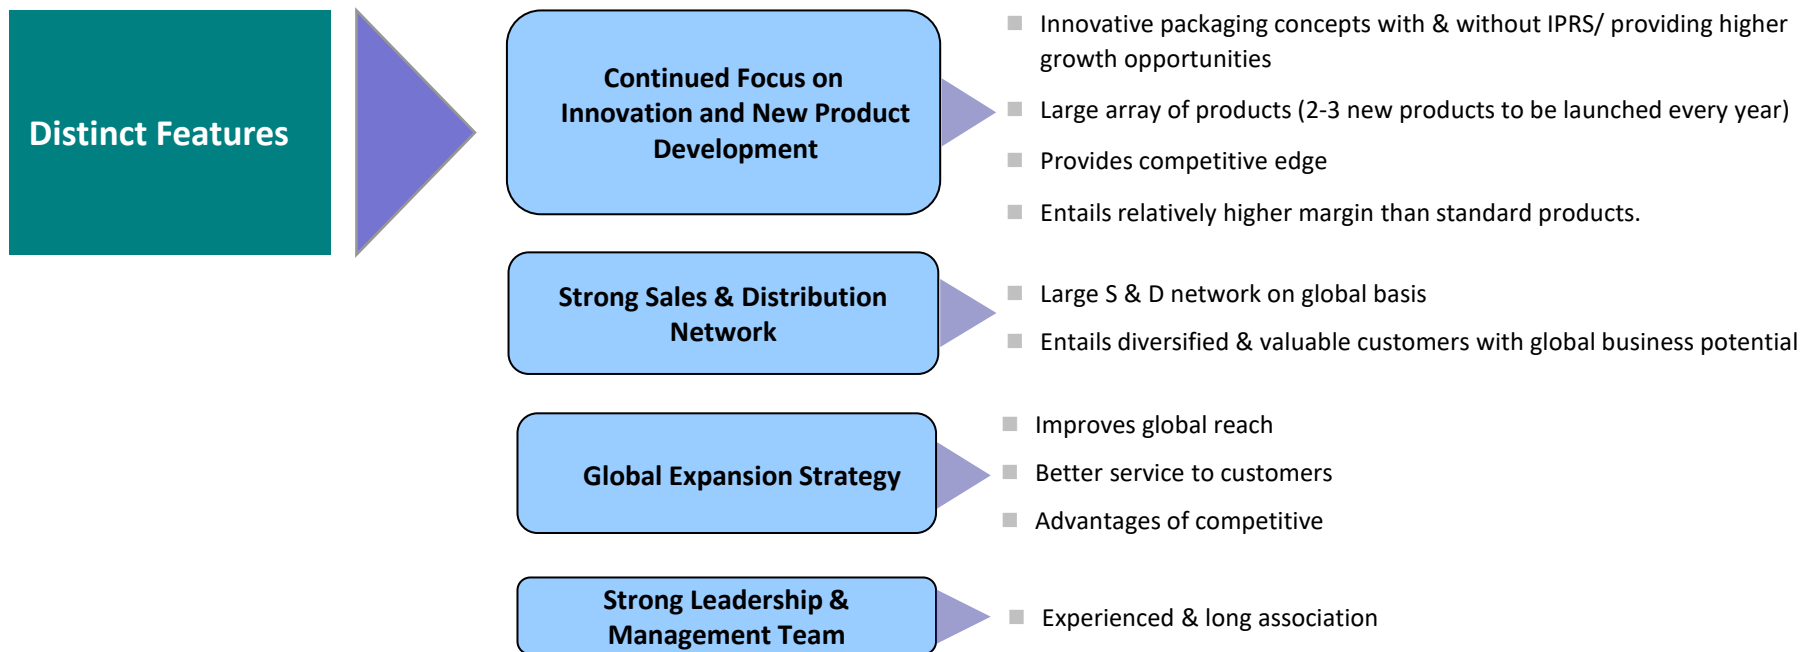 Distinct Features
Continued Focus on
Innovation and New Product
Development
Innovative packaging concepts with & without IPRS/ providing higher
growth opportunities
Large array of products (2-3 new products to be launched every year)
Provides competitive edge
Entails relatively higher margin than standard products.
Strong Sales & Distribution
Network
Large S & D network on global basis
Entails diversified & valuable customers with global business potential
Global Expansion Strategy
Improves global reach
Better service to customers
Advantages of competitive
Strong Leadership &
Management Team
Experienced & long association